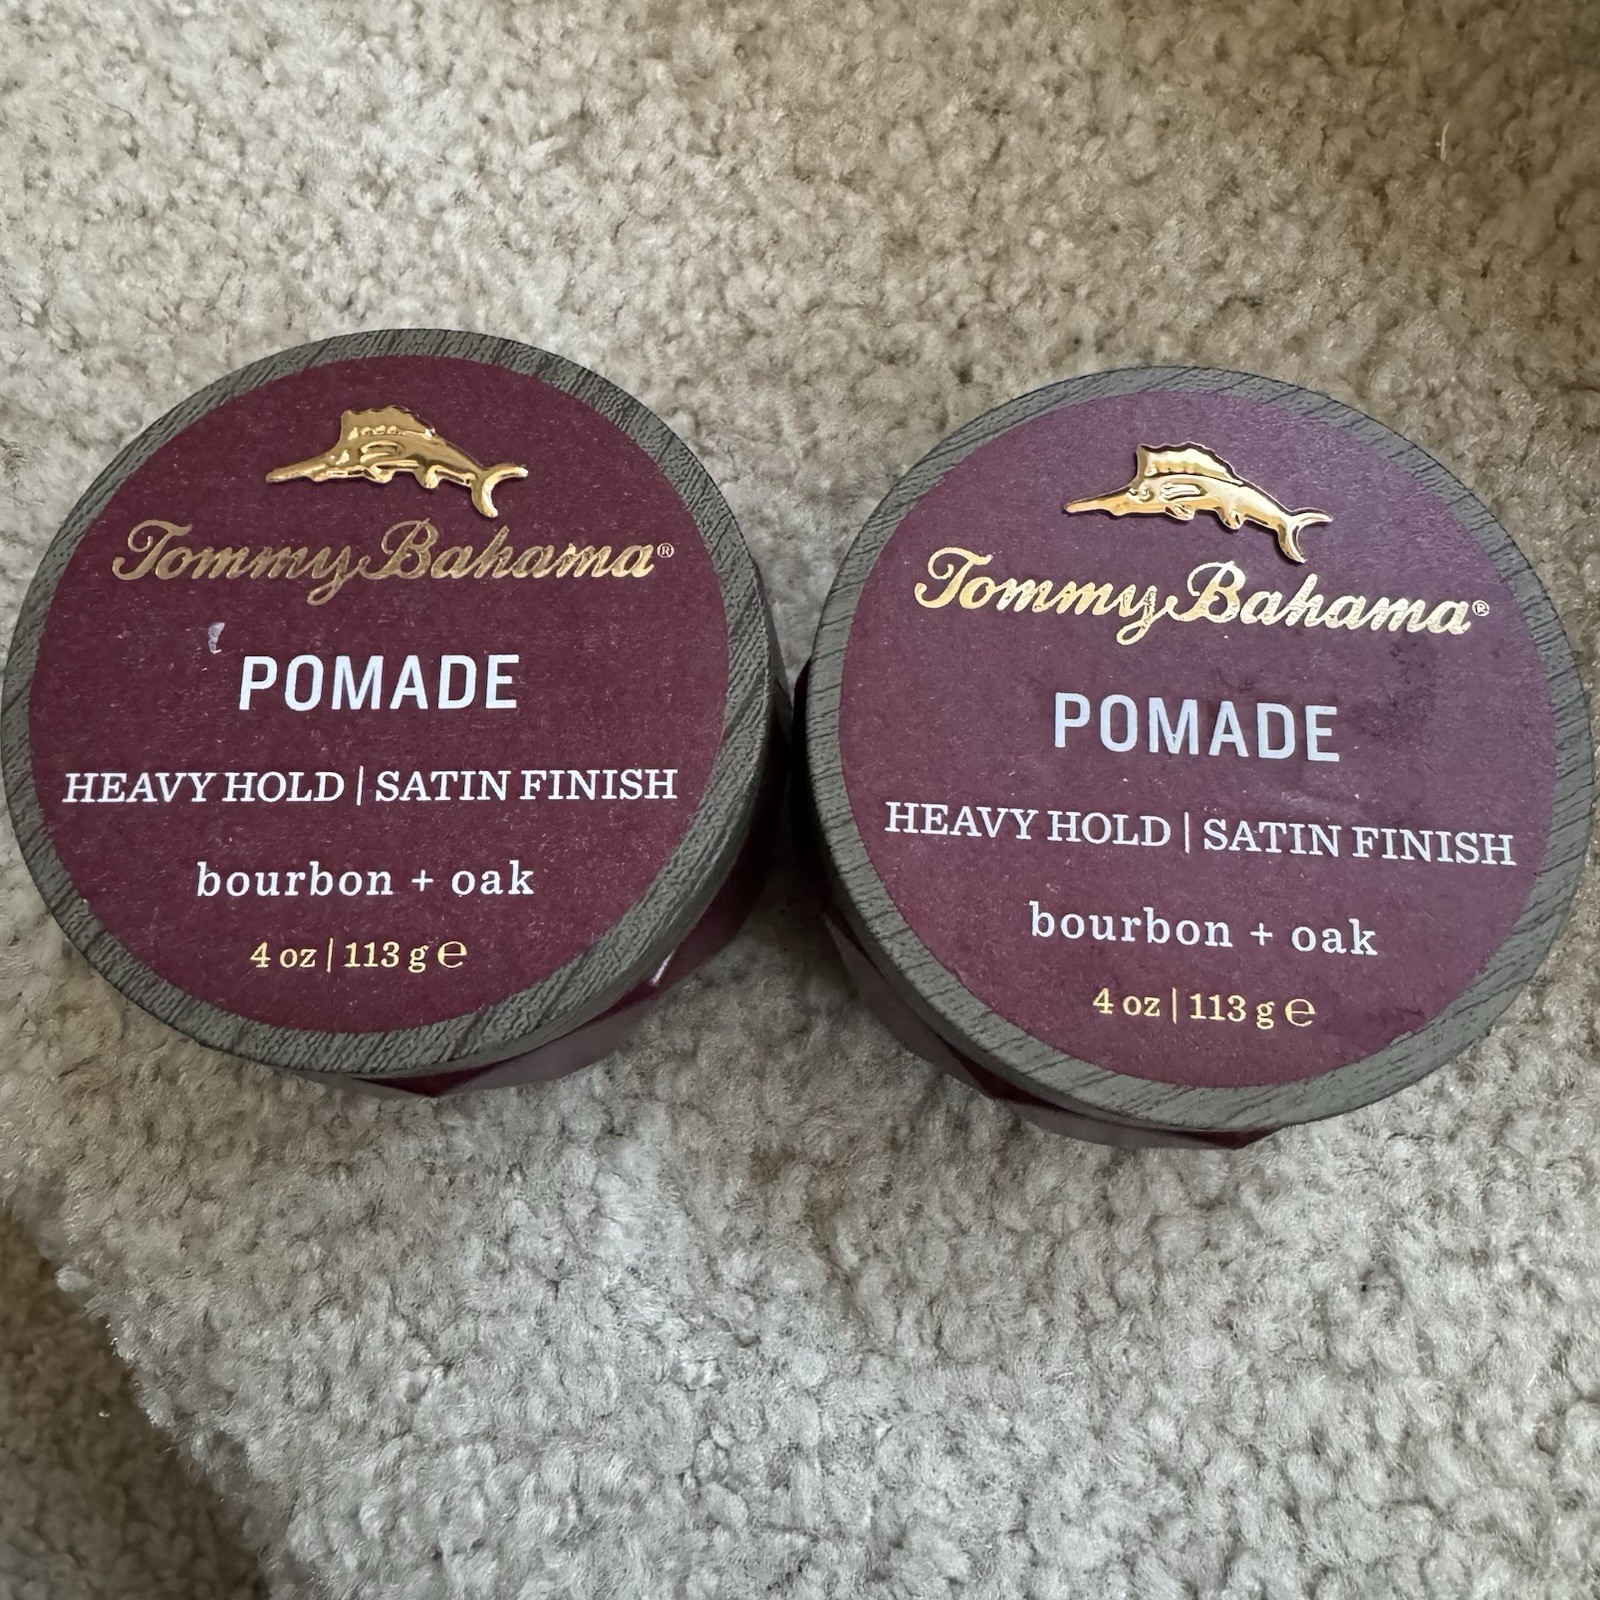 Tommy Bahama®
POMADE
HEAVY HOLD | SATIN FINISH
bourbon + oak
4 oz | 113 g ℮
Tommy Bahama®
POMADE
HEAVY HOLD | SATIN FINISH
bourbon + oak
4 oz | 113 g ℮